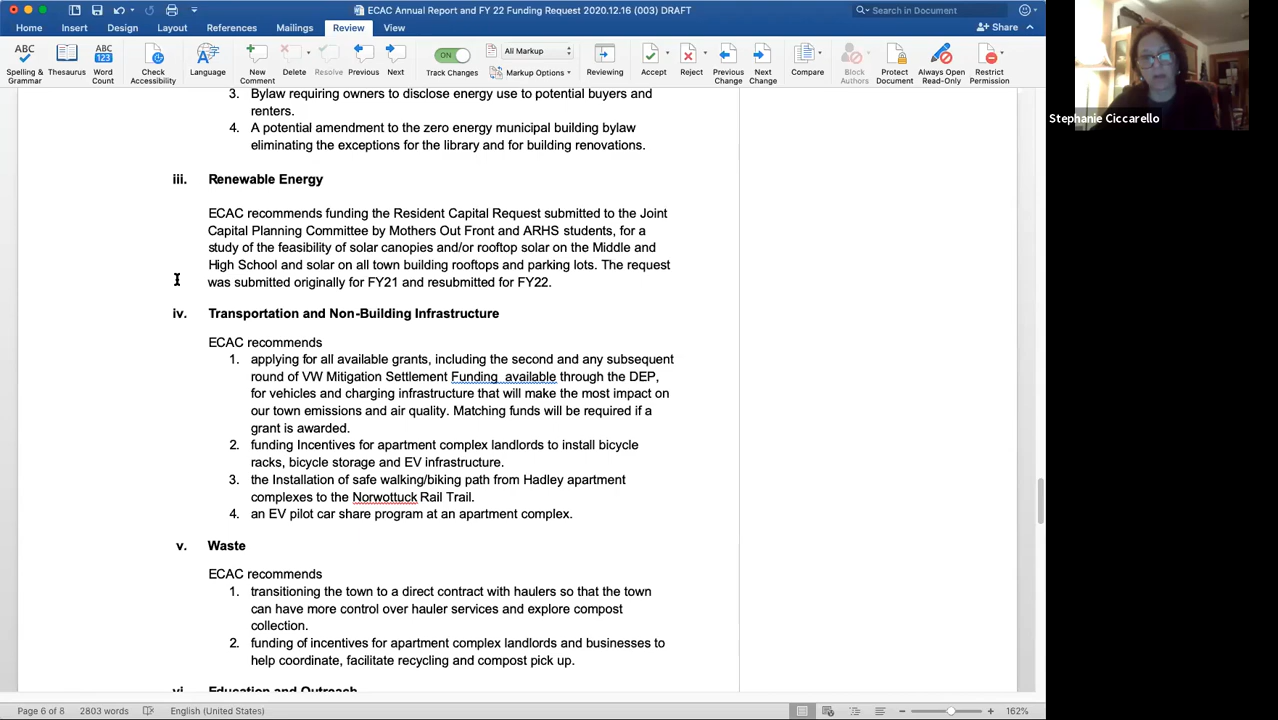 ECAC Annual Report and FY 22 Funding Request 2020.12.16 (003) DRAFT
Search in Document
Home Insert Design Layout References Mailings Review View
Share
ABC
Spelling & Grammar
Thesaurus
ABC 123
Word Count
Check Accessibility
Language
New Comment
Delete
Resolve
Previous
Next
ON
Track Changes
All Markup
Markup Options
Reviewing
Accept
Reject
Previous Change
Next Change
Compare
Block Authors
Protect Document
Always Open Read-Only
Restrict Permission
Stephanie Ciccarello
3. Bylaw requiring owners to disclose energy use to potential buyers and
renters.
4. A potential amendment to the zero energy municipal building bylaw
eliminating the exceptions for the library and for building renovations.
iii. Renewable Energy
ECAC recommends funding the Resident Capital Request submitted to the Joint
Capital Planning Committee by Mothers Out Front and ARHS students, for a
study of the feasibility of solar canopies and/or rooftop solar on the Middle and
High School and solar on all town building rooftops and parking lots. The request
was submitted originally for FY21 and resubmitted for FY22.
iv. Transportation and Non-Building Infrastructure
ECAC recommends
1. applying for all available grants, including the second and any subsequent
round of VW Mitigation Settlement Funding available through the DEP,
for vehicles and charging infrastructure that will make the most impact on
our town emissions and air quality. Matching funds will be required if a
grant is awarded.
2. funding Incentives for apartment complex landlords to install bicycle
racks, bicycle storage and EV infrastructure.
3. the Installation of safe walking/biking path from Hadley apartment
complexes to the Norwottuck Rail Trail.
4. an EV pilot car share program at an apartment complex.
v. Waste
ECAC recommends
1. transitioning the town to a direct contract with haulers so that the town
can have more control over hauler services and explore compost
collection.
2. funding of incentives for apartment complex landlords and businesses to
help coordinate, facilitate recycling and compost pick up.
vi. Education and Outreach
Page 6 of 8 2803 words English (United States) 162%